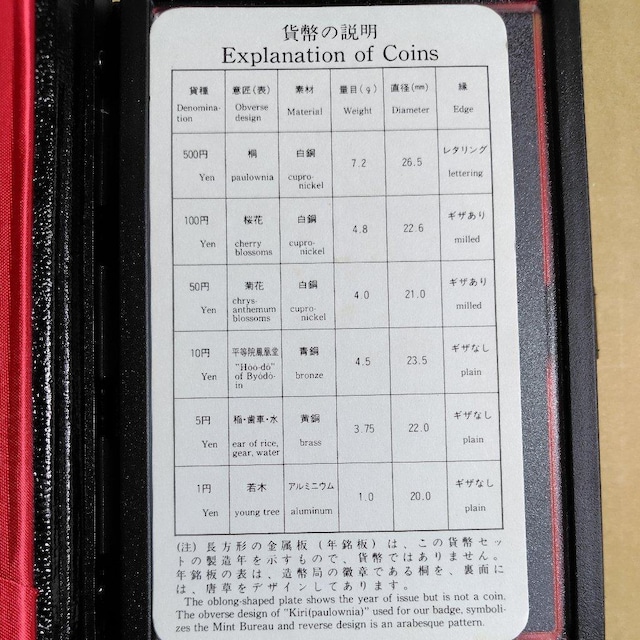 貨幣の説明
Explanation of Coins
貨種 意匠(表) 素材 量目(g) 直径(mm) 縁
Denomina-
tion Obverse
design Material Weight Diameter Edge
500円 桐 白銅 7.2 26.5 レタリング
Yen paulownia cupro-
nickel lettering
100円 桜花 白銅 4.8 22.6 ギザあり
Yen cherry
blossoms cupro-
nickel milled
50円 菊花 白銅 4.0 21.0 ギザあり
Yen chrys-
anthemum
blossoms cupro-
nickel milled
10円 平等院鳳凰堂 青銅 4.5 23.5 ギザなし
Yen "Hōō-dō"
of Byōdō-
in bronze plain
5円 稲・歯車・水 黄銅 3.75 22.0 ギザなし
Yen ear of rice,
gear, water brass plain
1円 若木 アルミニウム 1.0 20.0 ギザなし
Yen young tree aluminum plain
(注) 長方形の金属板(年銘板)は、この貨幣セッ
トの製造年を示すもので、貨幣ではありません。
年銘板の表は、造幣局の徽章である桐を、裏面に
は、唐草をデザインしてあります。
The oblong-shaped plate shows the year of issue but is not a coin.
The obverse design of "Kiri(paulownia)" used for our badge, symboli-
zes the Mint Bureau and reverse design is an arabesque pattern.